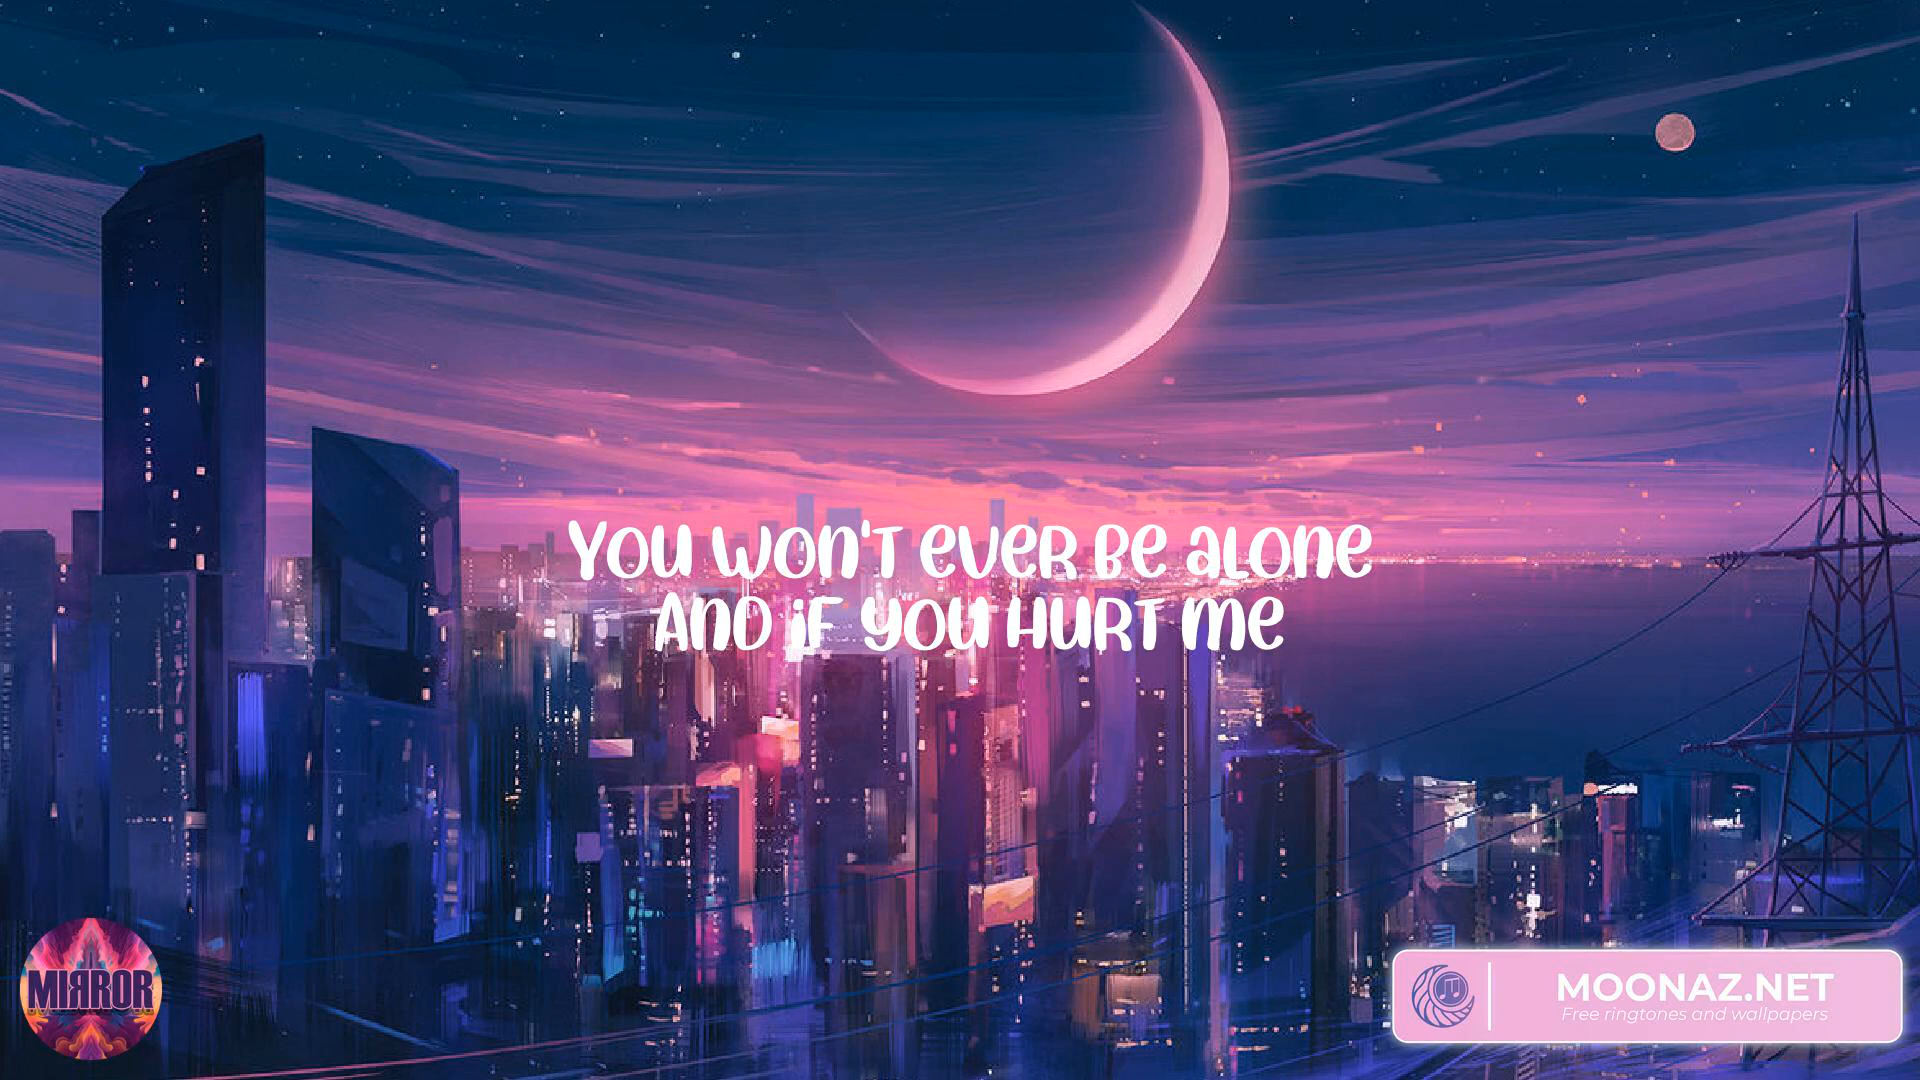 YOU WON'T EVER BE ALONE
AND IF YOU HURT ME
MIRROR
MOONAZ.NET
Free ringtones and wallpapers